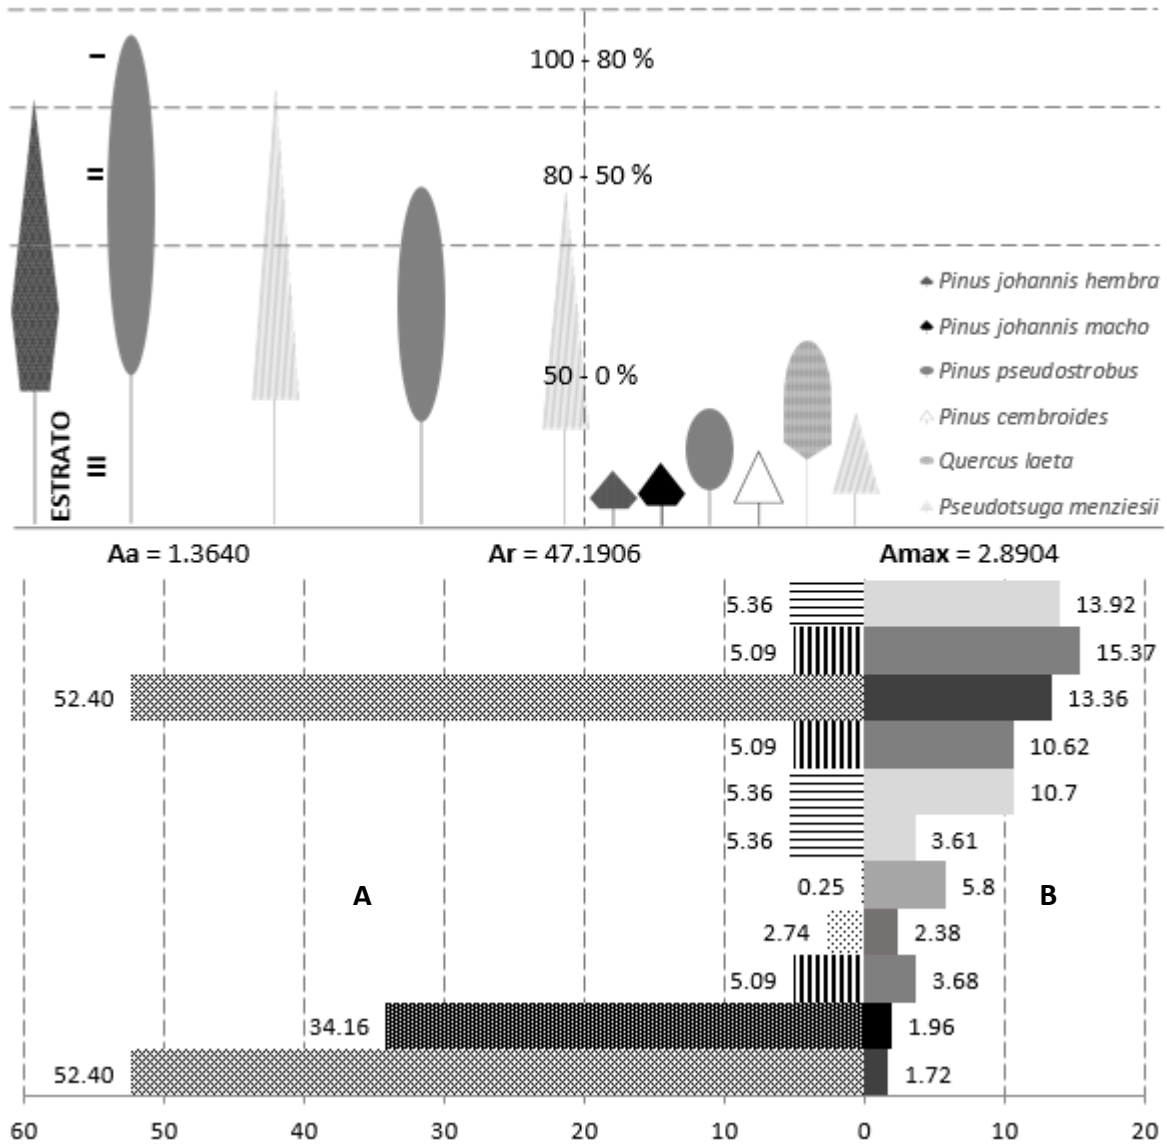 100 - 80 %
80 - 50 %
50 - 0 %
ESTRATO
Pinus johannis hembra
Pinus johannis macho
Pinus pseudostrobus
Pinus cembroides
Quercus laeta
Pseudotsuga menziesii
Aa = 1.3640 Ar = 47.1906 Amax = 2.8904
5.36 13.92
5.09 15.37
52.40 13.36
5.09 10.62
5.36 10.7
5.36 3.61
0.25 5.8
A B
2.74 2.38
5.09 3.68
34.16 1.96
52.40 1.72
60 50 40 30 20 10 0 10 20